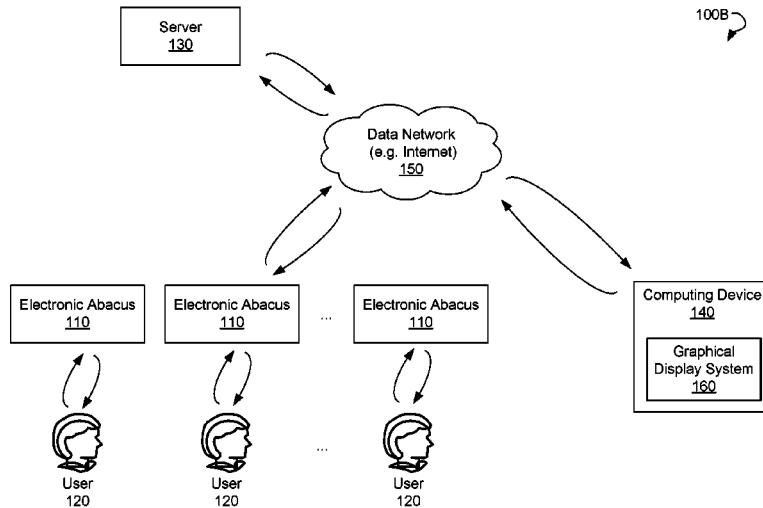 100B
Server
130
Data Network
(e.g. Internet)
150
Electronic Abacus
110
Electronic Abacus
110
...
Electronic Abacus
110
Computing Device
140
Graphical
Display System
160
User
120
User
120
...
User
120